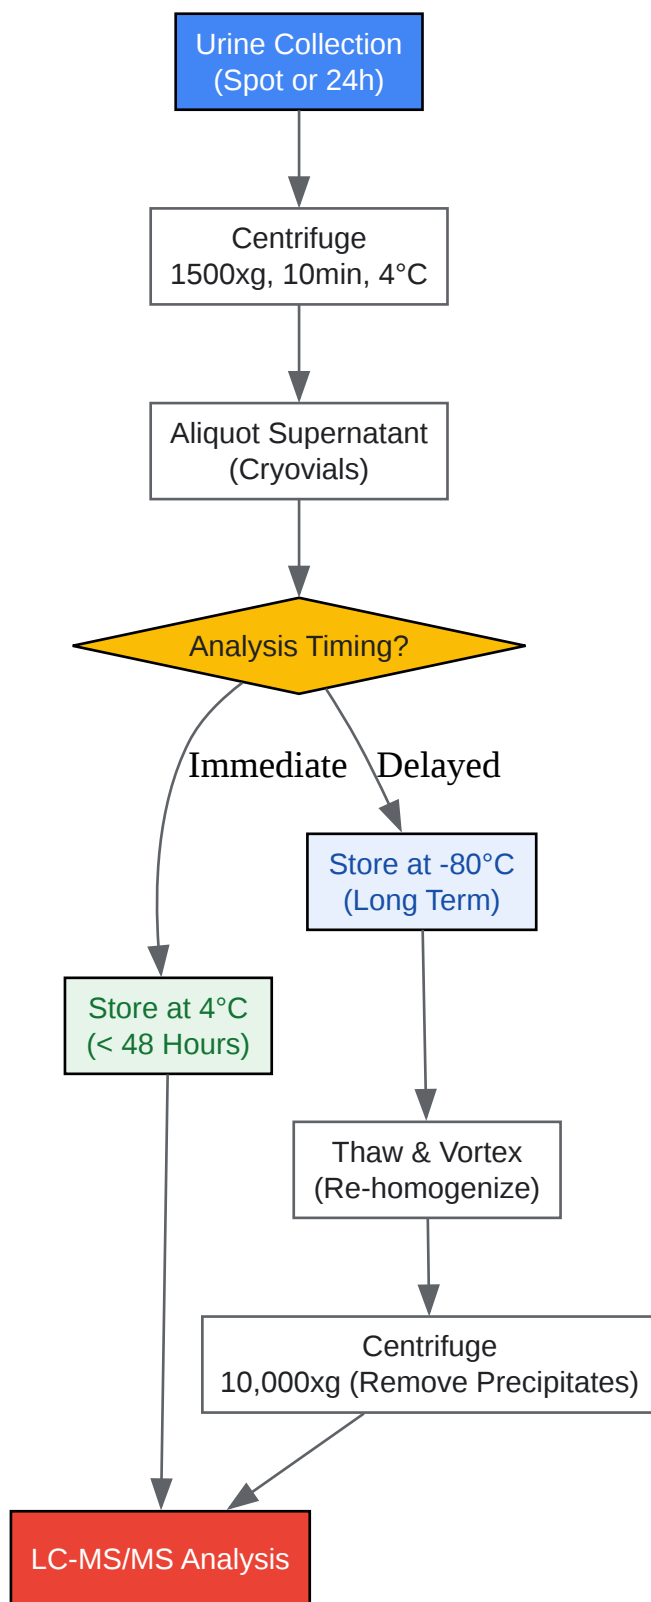 Urine Collection
(Spot or 24h)
Centrifuge
1500xg, 10min, 4°C
Aliquot Supernatant
(Cryovials)
Analysis Timing?
Immediate
Delayed
Store at -80°C
(Long Term)
Store at 4°C
(< 48 Hours)
Thaw & Vortex
(Re-homogenize)
Centrifuge
10,000xg (Remove Precipitates)
LC-MS/MS Analysis